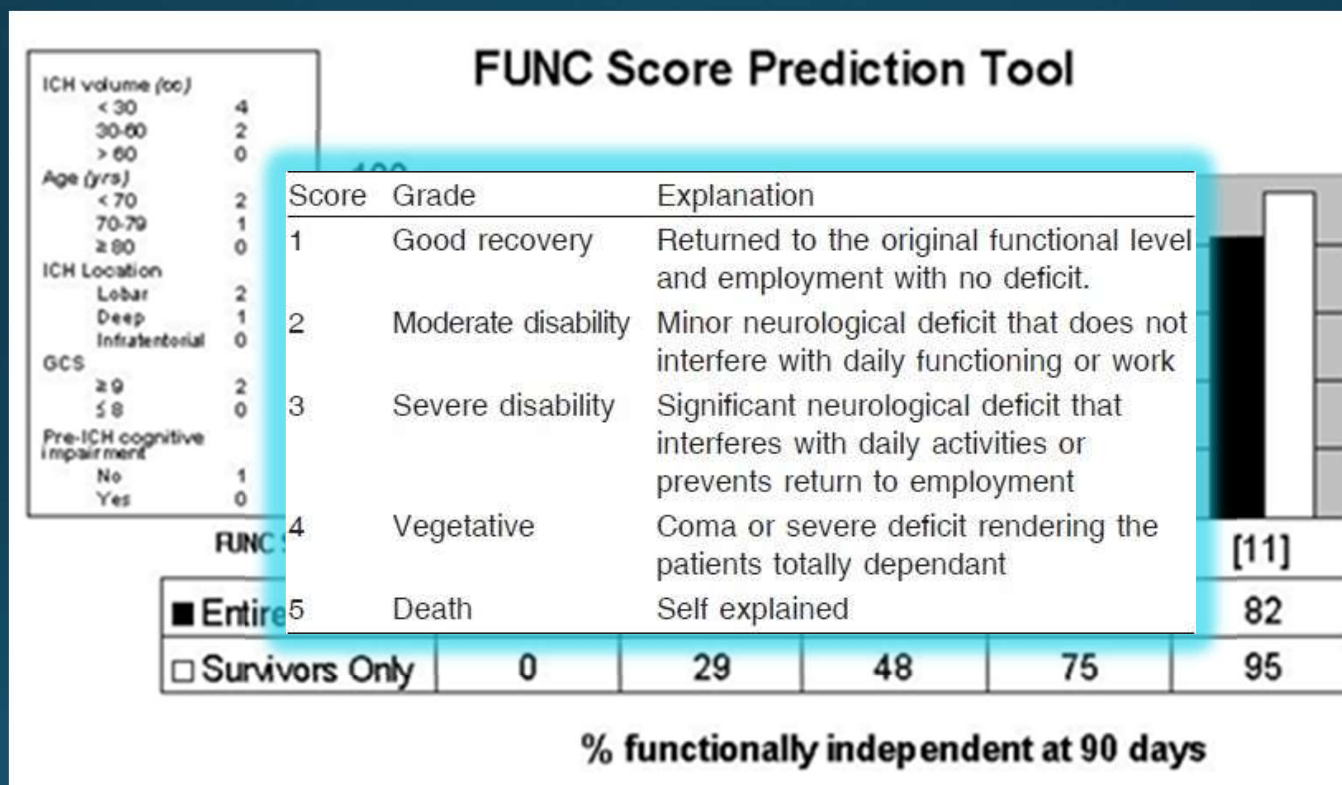 FUNC Score Prediction Tool
ICH volume (cc)
< 30 4
30-60 2
> 60 0
Age (yrs)
< 70 2
70-79 1
≥ 80 0
ICH Location
Lobar 2
Deep 1
Infratentorial 0
GCS
≥ 9 2
≤ 8 0
Pre-ICH cognitive
impairment
No 1
Yes 0
100
Score Grade Explanation
1 Good recovery Returned to the original functional level
and employment with no deficit.
2 Moderate disability Minor neurological deficit that does not
interfere with daily functioning or work
3 Severe disability Significant neurological deficit that
interferes with daily activities or
prevents return to employment
4 Vegetative Coma or severe deficit rendering the
patients totally dependant
5 Death Self explained
FUNC [11]
Entire 82
Survivors Only 0 29 48 75 95
% functionally independent at 90 days